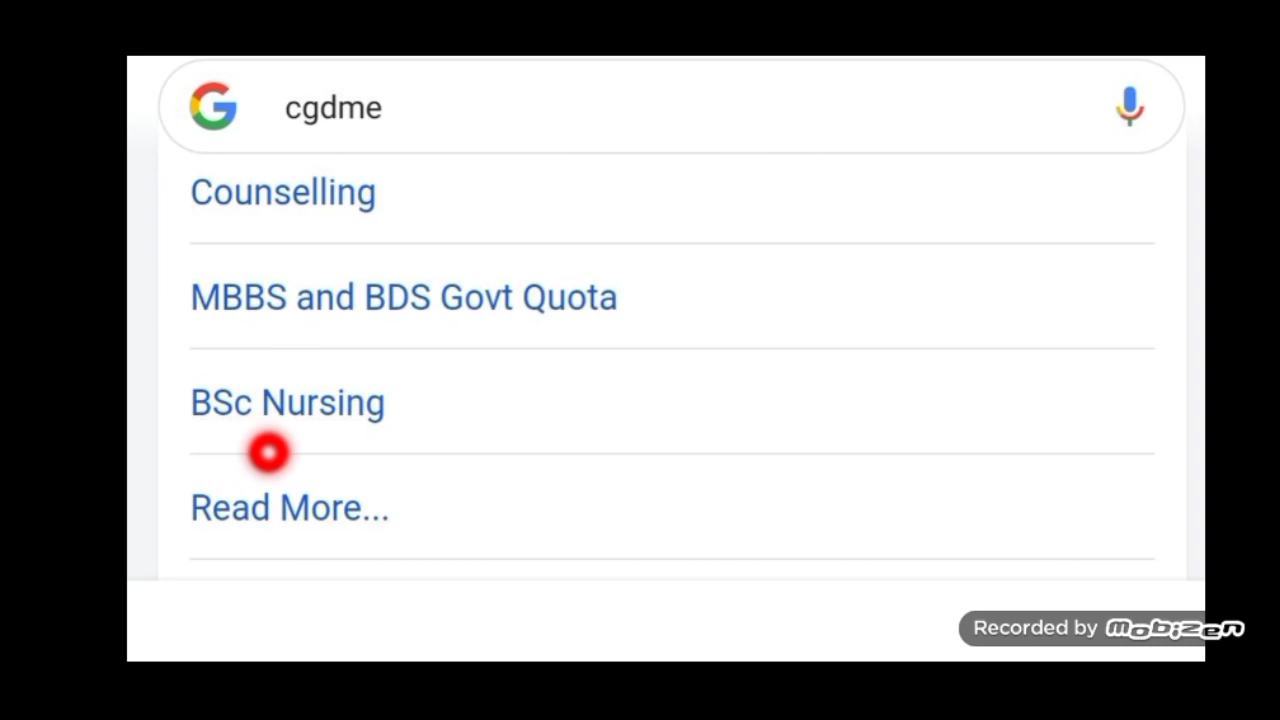 cgdme
Counselling
MBBS and BDS Govt Quota
BSc Nursing
Read More...
Recorded by Mobizen